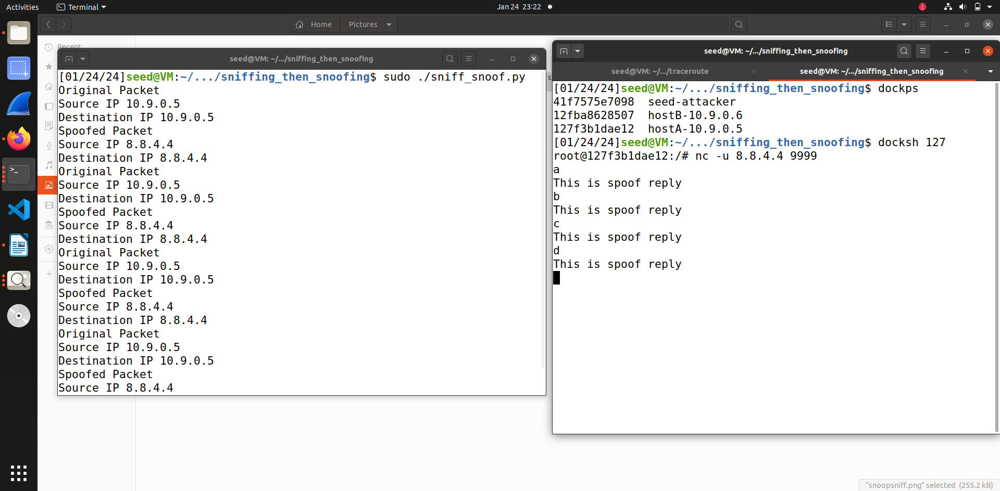 Activities
Terminal
Jan 24 23:22
Home
Pictures
Recent
seed@VM: ~/.../sniffing_then_snoofing
[01/24/24]seed@VM:~/.../sniffing_then_snoofing$ sudo ./sniff_snoof.py
Original Packet
Source IP 10.9.0.5
Destination IP 10.9.0.5
Spoofed Packet
Source IP 8.8.4.4
Destination IP 8.8.4.4
Original Packet
Source IP 10.9.0.5
Destination IP 10.9.0.5
Spoofed Packet
Source IP 8.8.4.4
Destination IP 8.8.4.4
Original Packet
Source IP 10.9.0.5
Destination IP 10.9.0.5
Spoofed Packet
Source IP 8.8.4.4
Destination IP 8.8.4.4
Original Packet
Source IP 10.9.0.5
Destination IP 10.9.0.5
Spoofed Packet
Source IP 8.8.4.4
seed@VM: ~/.../sniffing_then_snoofing
seed@VM: ~/.../traceroute
seed@VM: ~/.../sniffing_then_snoofing
[01/24/24]seed@VM:~/.../sniffing_then_snoofing$ dockps
41f7575e7098 seed-attacker
12fba8628507 hostB-10.9.0.6
127f3b1dae12 hostA-10.9.0.5
[01/24/24]seed@VM:~/.../sniffing_then_snoofing$ docksh 127
root@127f3b1dae12:/# nc -u 8.8.4.4 9999
a
This is spoof reply
b
This is spoof reply
c
This is spoof reply
d
This is spoof reply
"snoopsniff.png" selected (255.2 kB)